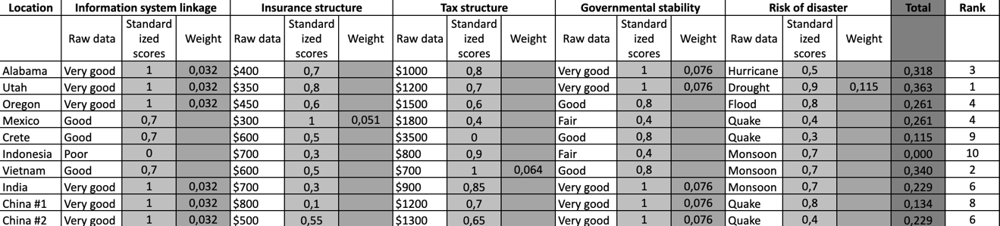 Location Information system linkage Insurance structure Tax structure Governmental stability Risk of disaster Total Rank
Raw data Standard ized scores Weight Raw data Standard ized scores Weight Raw data Standard ized scores Weight Raw data Standard ized scores Weight Raw data Standard ized scores Weight
Alabama Very good 1 0,032 $400 0,7 $1000 0,8 Very good 1 0,076 Hurricane 0,5 0,318 3
Utah Very good 1 0,032 $350 0,8 $1200 0,7 Very good 1 0,076 Drought 0,9 0,115 0,363 1
Oregon Very good 1 0,032 $450 0,6 $1500 0,6 Good 0,8 Flood 0,8 0,261 4
Mexico Good 0,7 $300 1 0,051 $1800 0,4 Fair 0,4 Quake 0,4 0,261 4
Crete Good 0,7 $600 0,5 $3500 0 Good 0,8 Quake 0,3 0,115 9
Indonesia Poor 0 $700 0,3 $800 0,9 Fair 0,4 Monsoon 0,7 0,000 10
Vietnam Good 0,7 $600 0,5 $700 1 0,064 Good 0,8 Monsoon 0,7 0,340 2
India Very good 1 0,032 $700 0,3 $900 0,85 Very good 1 0,076 Monsoon 0,7 0,229 6
China #1 Very good 1 0,032 $800 0,1 $1200 0,7 Very good 1 0,076 Quake 0,8 0,134 8
China #2 Very good 1 0,032 $500 0,55 $1300 0,65 Very good 1 0,076 Quake 0,4 0,229 6